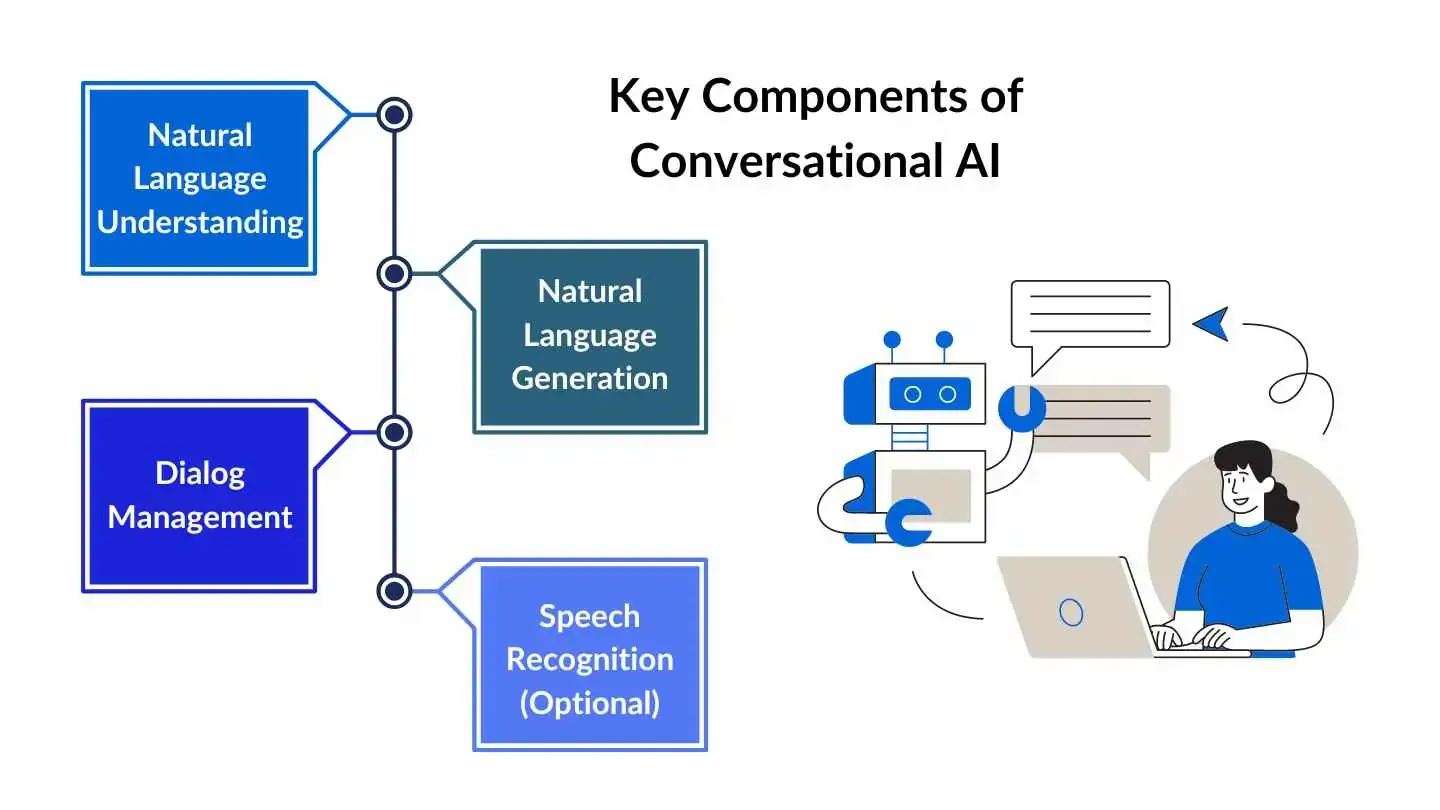 Key Components of
Conversational AI
Natural
Language
Understanding
Natural
Language
Generation
Dialog
Management
Speech
Recognition
(Optional)